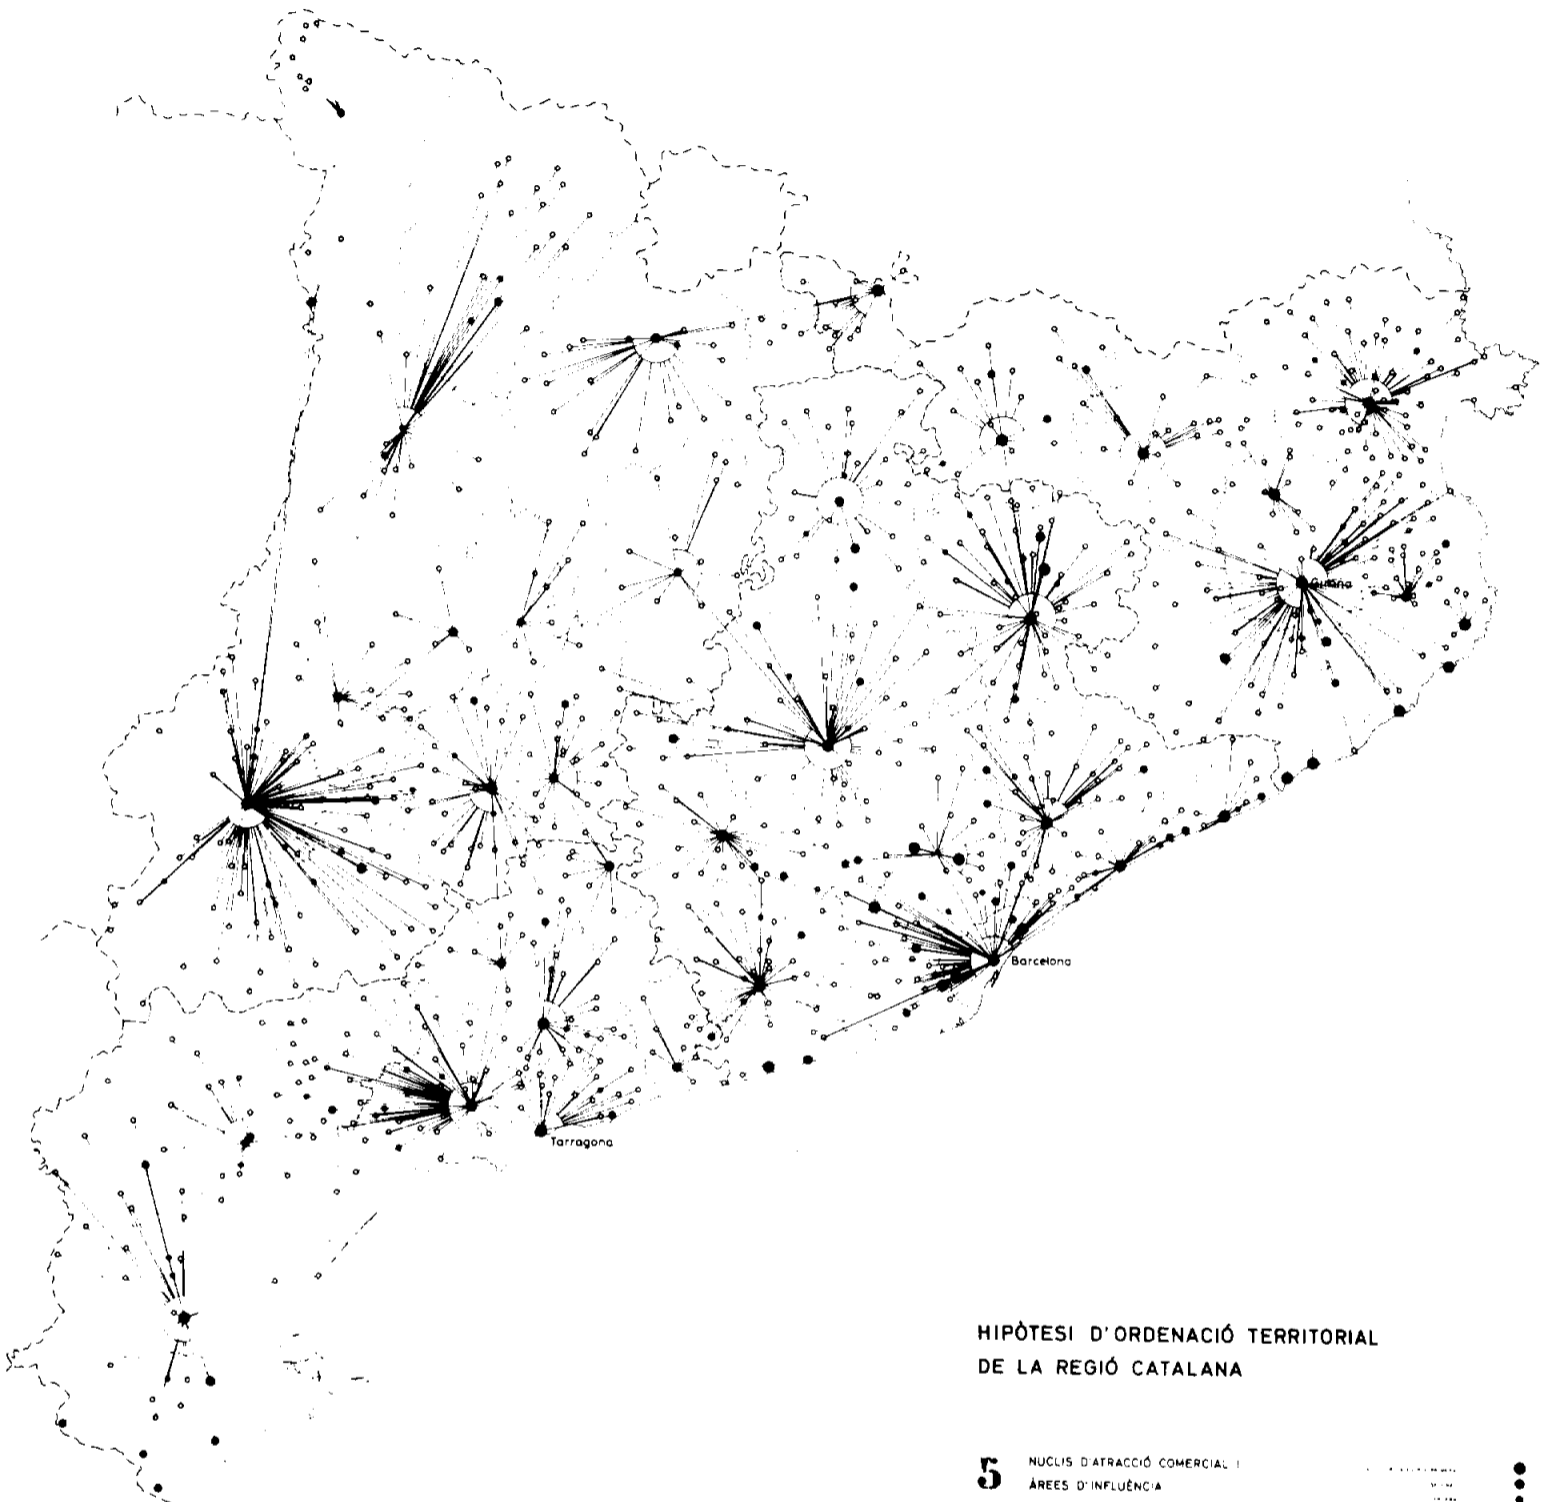 Girona
Barcelona
Tarragona
HIPÒTESI D'ORDENACIÓ TERRITORIAL
DE LA REGIÓ CATALANA
5 NUCLIS D'ATRACCIÓ COMERCIAL I
ÀREES D'INFLUÈNCIA